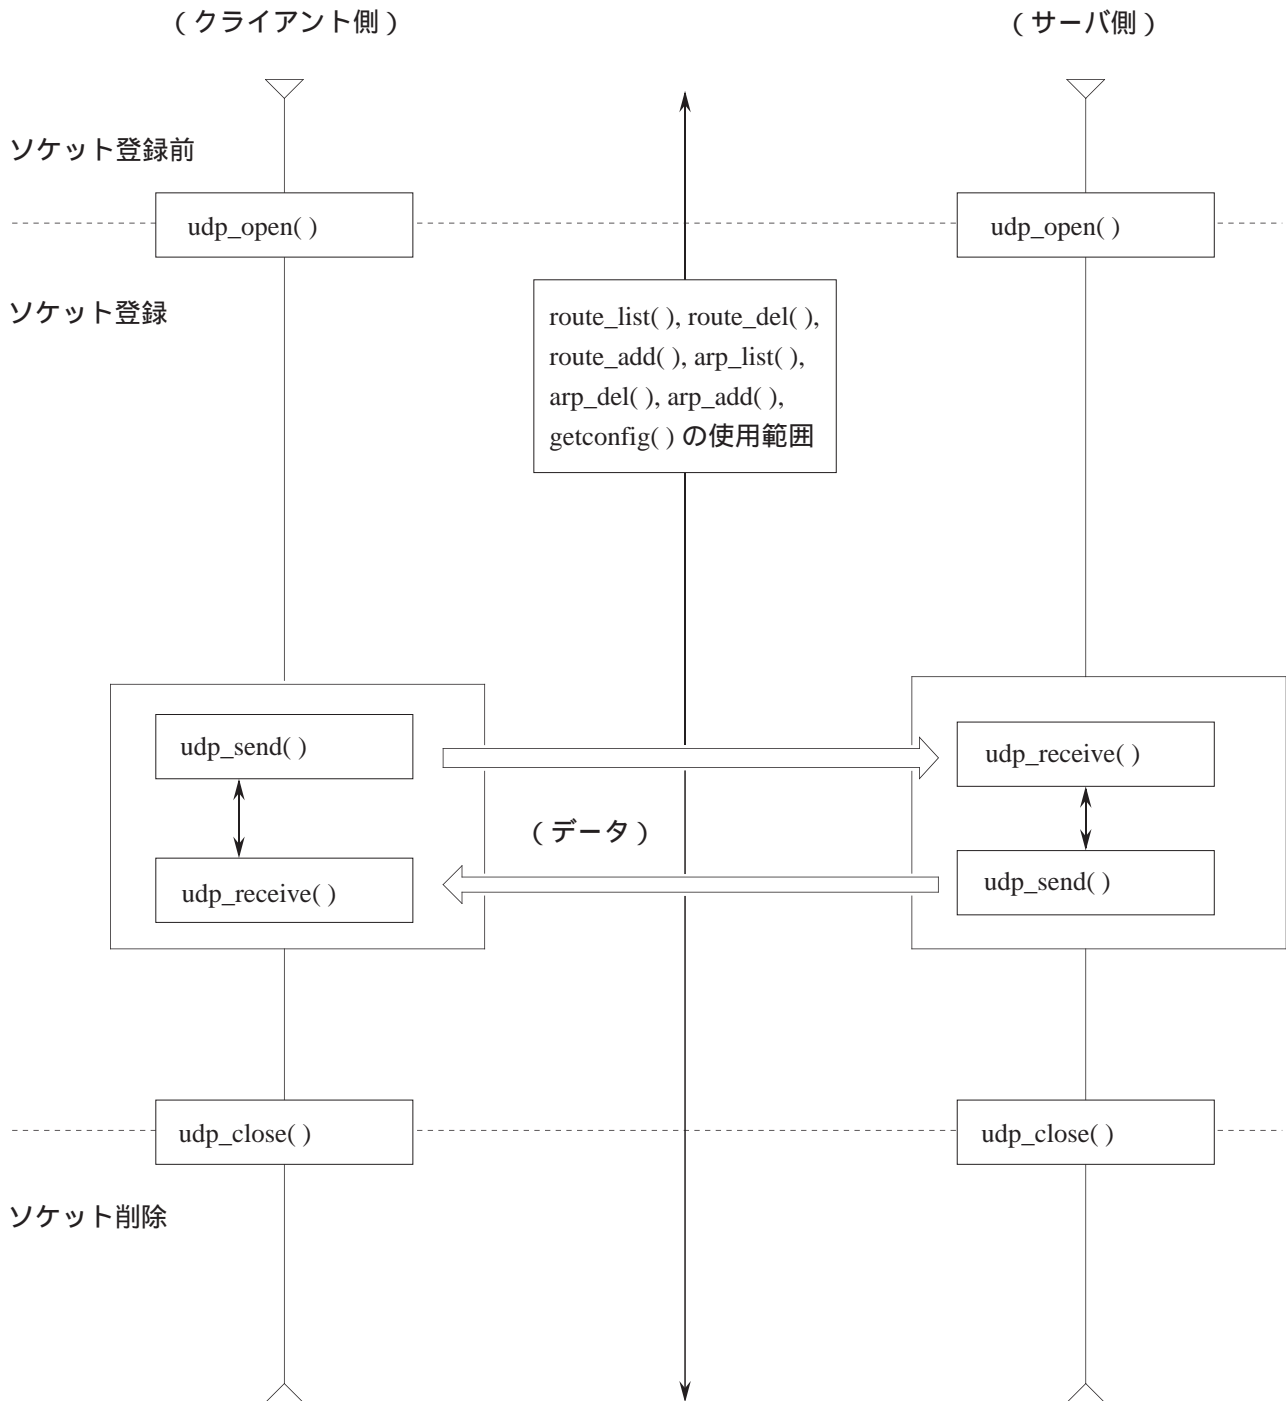 (クライアント側)
(サーバ側)
ソケット登録前
udp_open( )
udp_open( )
ソケット登録
route_list( ), route_del( ),
route_add( ), arp_list( ),
arp_del( ), arp_add( ),
getconfig( ) の使用範囲
udp_send( )
udp_receive( )
(データ)
udp_receive( )
udp_send( )
udp_close( )
udp_close( )
ソケット削除